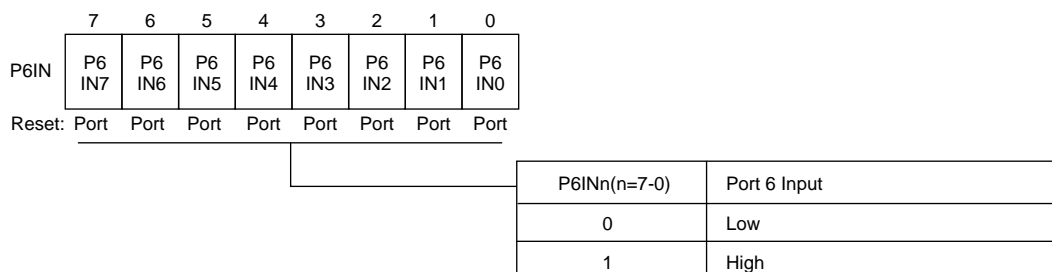 7 6 5 4 3 2 1 0
P6IN P6 IN7 P6 IN6 P6 IN5 P6 IN4 P6 IN3 P6 IN2 P6 IN1 P6 IN0
Reset: Port Port Port Port Port Port Port Port
P6INn(n=7-0) Port 6 Input
0 Low
1 High